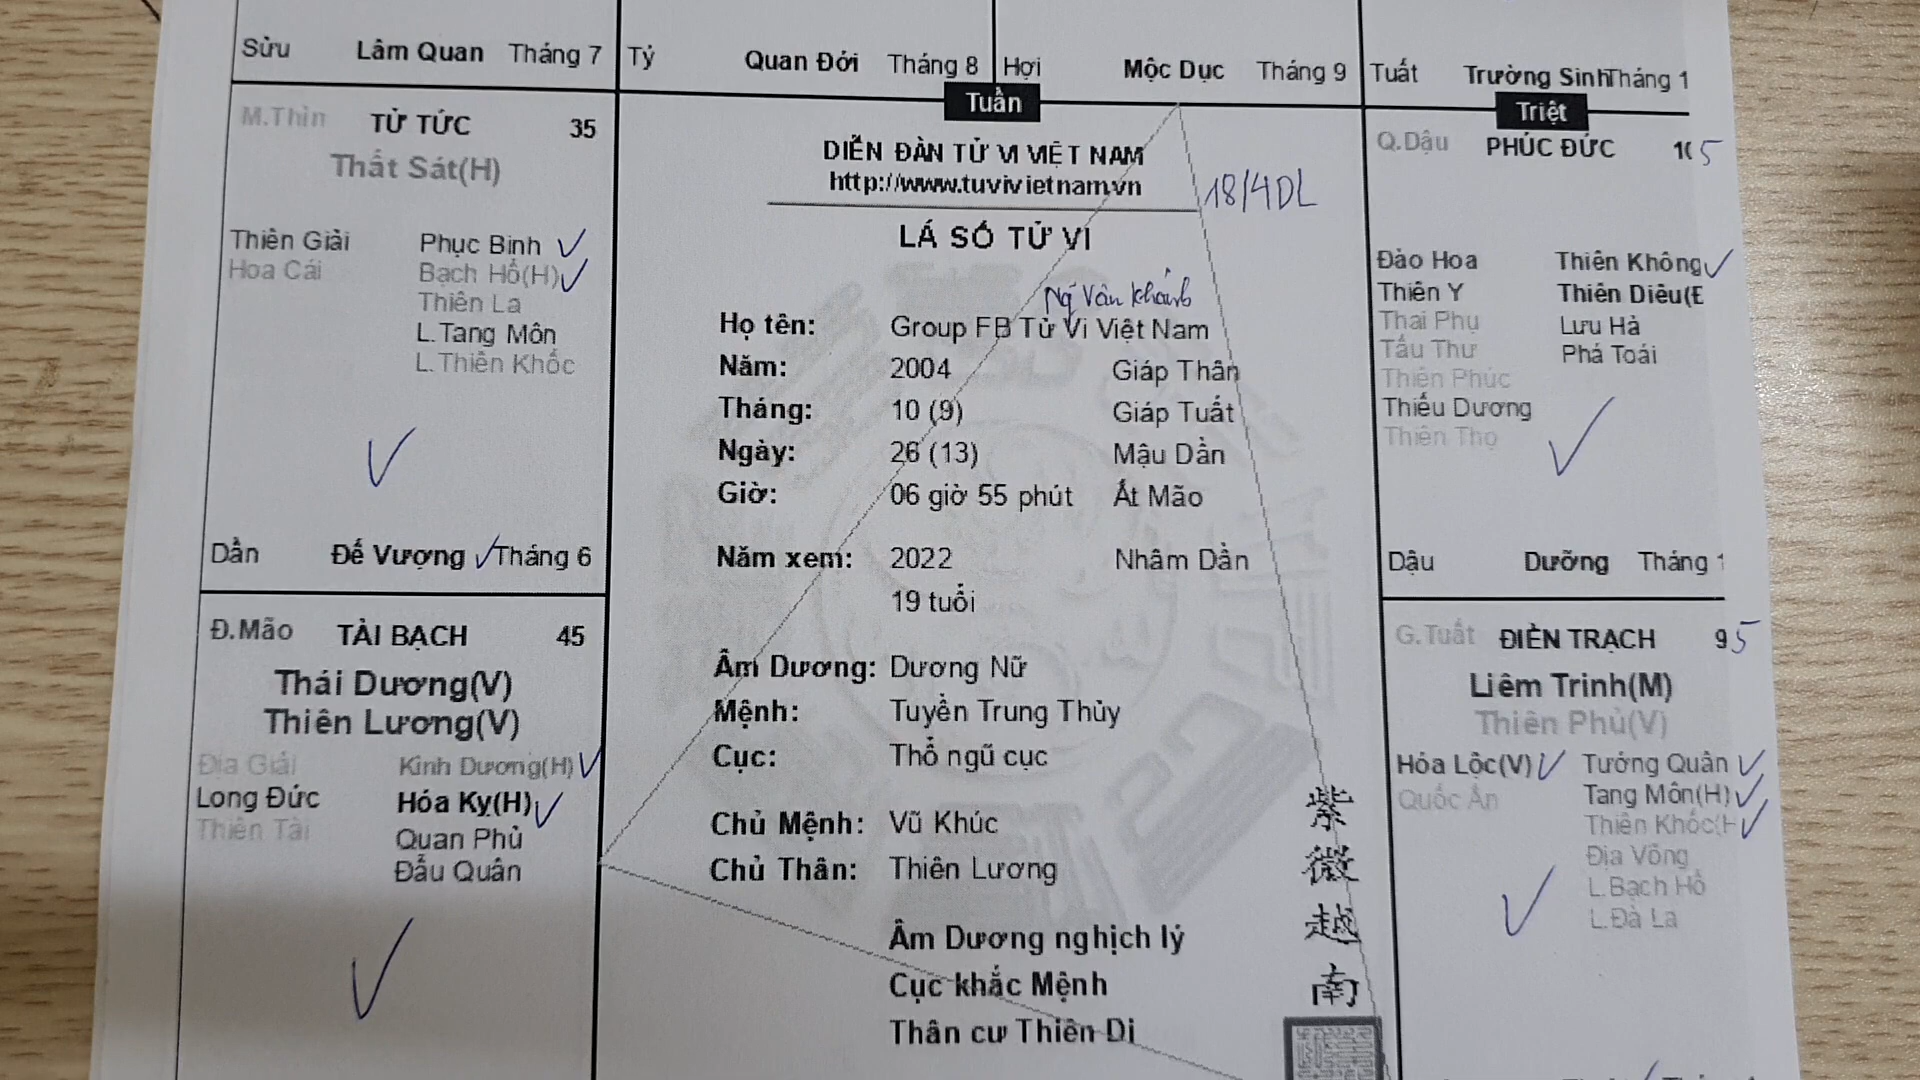 Sửu Lâm Quan Tháng 7
Tý Quan Đới Tháng 8
Hợi Mộc Dục Tháng 9
Tuất Trường Sinh Tháng 1
Tuần
Triệt
M.Thìn TỬ TỨC 35
Thất Sát(H)
Thiên Giải Phục Binh
Hoa Cái Bạch Hổ(H)
Thiên La
L.Tang Môn
L.Thiên Khốc
Dần Đế Vượng Tháng 6
Đ.Mão TÀI BẠCH 45
Thái Dương(V)
Thiên Lương(V)
Địa Giải Kình Dương(H)
Long Đức Hóa Kỵ(H)
Thiên Tài Quan Phủ
Đẩu Quân
DIỄN ĐÀN TỬ VI VIỆT NAM
http://www.tuvivietnam.vn
18/4DL
LÁ SỐ TỬ VI
Ng Vân Khánh
Họ tên: Group FB Tử Vi Việt Nam
Năm: 2004 Giáp Thân
Tháng: 10 (9) Giáp Tuất
Ngày: 26 (13) Mậu Dần
Giờ: 06 giờ 55 phút Ất Mão
Năm xem: 2022 Nhâm Dần
19 tuổi
Âm Dương: Dương Nữ
Mệnh: Tuyền Trung Thủy
Cục: Thổ ngũ cục
Chủ Mệnh: Vũ Khúc
Chủ Thân: Thiên Lương
Âm Dương nghịch lý
Cục khắc Mệnh
Thân cư Thiên Di
紫
微
越
南
Q.Dậu PHÚC ĐỨC 105
Đào Hoa Thiên Không
Thiên Y Thiên Diêu(Đ
Thai Phụ Lưu Hà
Tấu Thư Phá Toái
Thiên Phúc
Thiếu Dương
Thiên Thọ
Dậu Dưỡng Tháng 1
G.Tuất ĐIỀN TRẠCH 95
Liêm Trinh(M)
Thiên Phủ(V)
Hóa Lộc(V) Tướng Quân
Quốc Ấn Tang Môn(H)
Thiên Khốc(H
Địa Võng
L.Bạch Hổ
L.Đà La